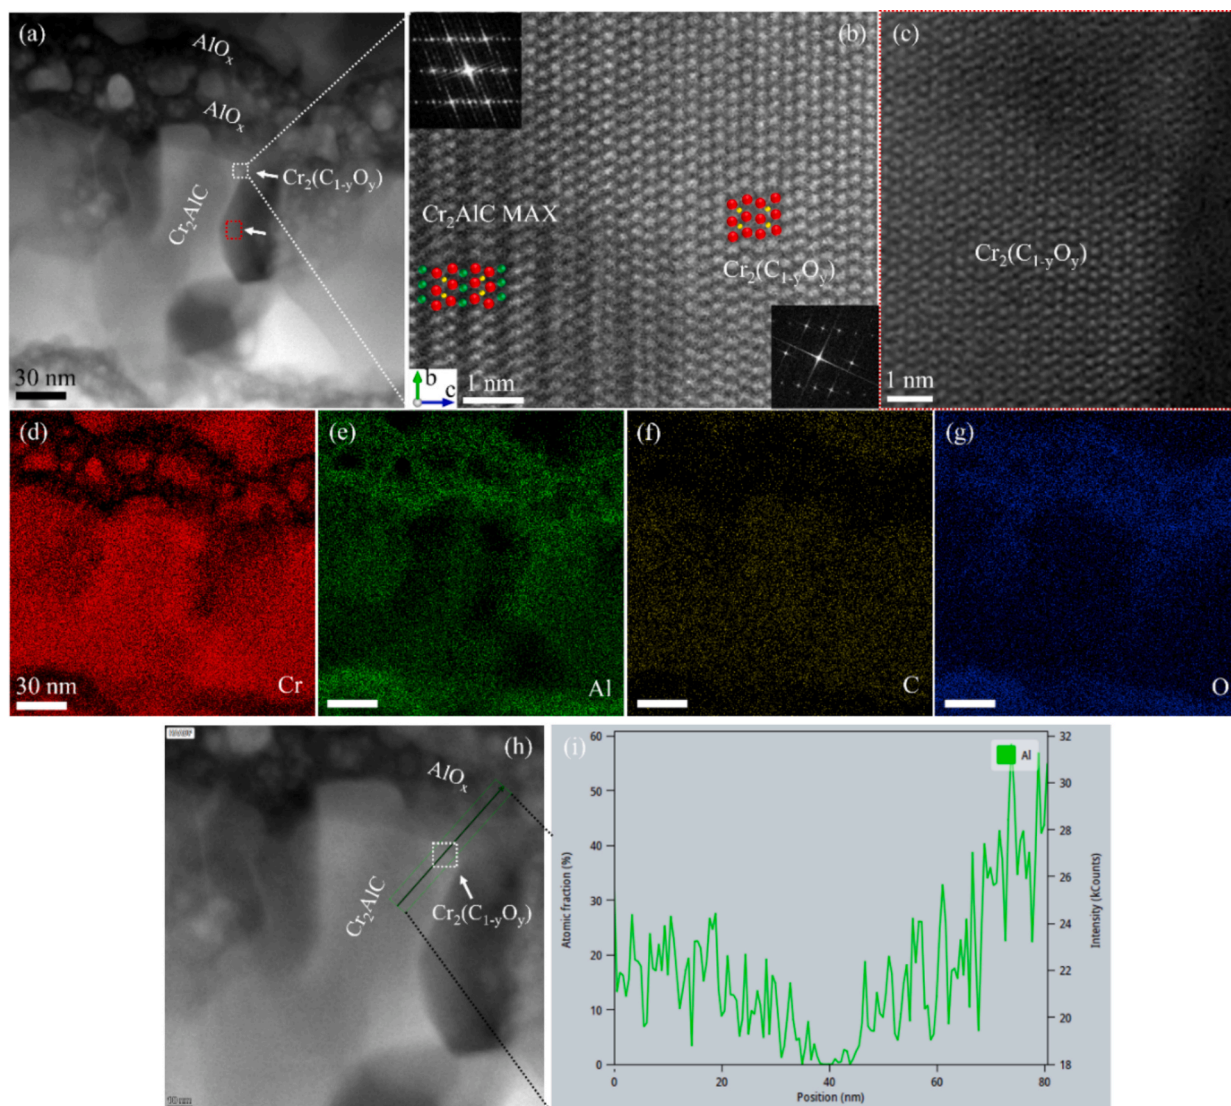 (a)
AlOₓ
AlOₓ
Cr₂(C₁₋yOy)
Cr₂AlC
30 nm
(b)
Cr₂AlC MAX
Cr₂(C₁₋yOy)
b
c
1 nm
(c)
Cr₂(C₁₋yOy)
1 nm
(d)
30 nm
Cr
(e)
Al
(f)
C
(g)
O
(h)
AlOₓ
Cr₂AlC
Cr₂(C₁₋yOy)
(i)
Al
Atomic fraction (%)
60
50
40
30
20
10
0
Intensity (kCounts)
32
30
28
26
24
22
20
18
0 20 40 60 80
Position (nm)